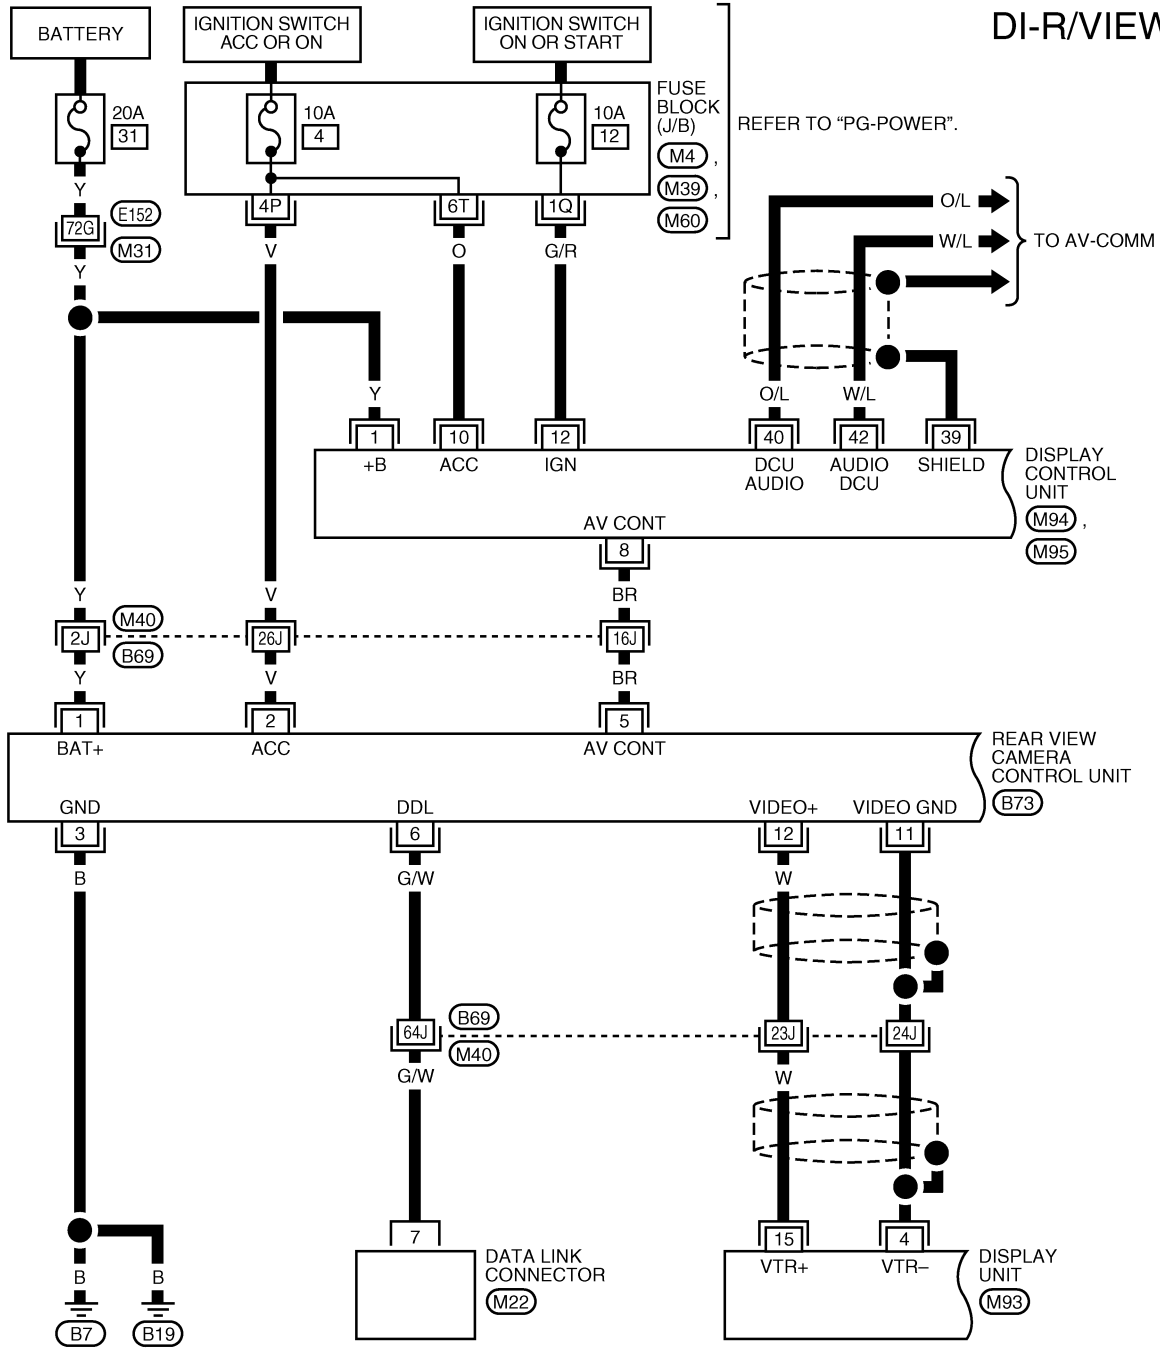 DI-R/VIEW
BATTERY
IGNITION SWITCH
ACC OR ON
IGNITION SWITCH
ON OR START
20A
31
10A
4
10A
12
FUSE
BLOCK
(J/B)
M4 ,
M39 ,
M60
REFER TO “PG-POWER”.
Y
72G
E152
M31
Y
4P
6T
1Q
V
O
G/R
O/L
W/L
TO AV-COMM
Y
O/L
W/L
1
10
12
40
42
39
+B
ACC
IGN
DCU
AUDIO
AUDIO
DCU
SHIELD
DISPLAY
CONTROL
UNIT
M94 ,
M95
AV CONT
8
Y
V
BR
2J
M40
B69
26J
16J
Y
V
BR
1
2
5
BAT+
ACC
AV CONT
REAR VIEW
CAMERA
CONTROL UNIT
B73
GND
DDL
VIDEO+
VIDEO GND
3
6
12
11
B
G/W
W
64J
B69
M40
23J
24J
G/W
W
7
15
4
DATA LINK
CONNECTOR
M22
VTR+
VTR–
DISPLAY
UNIT
M93
B
B
B7
B19